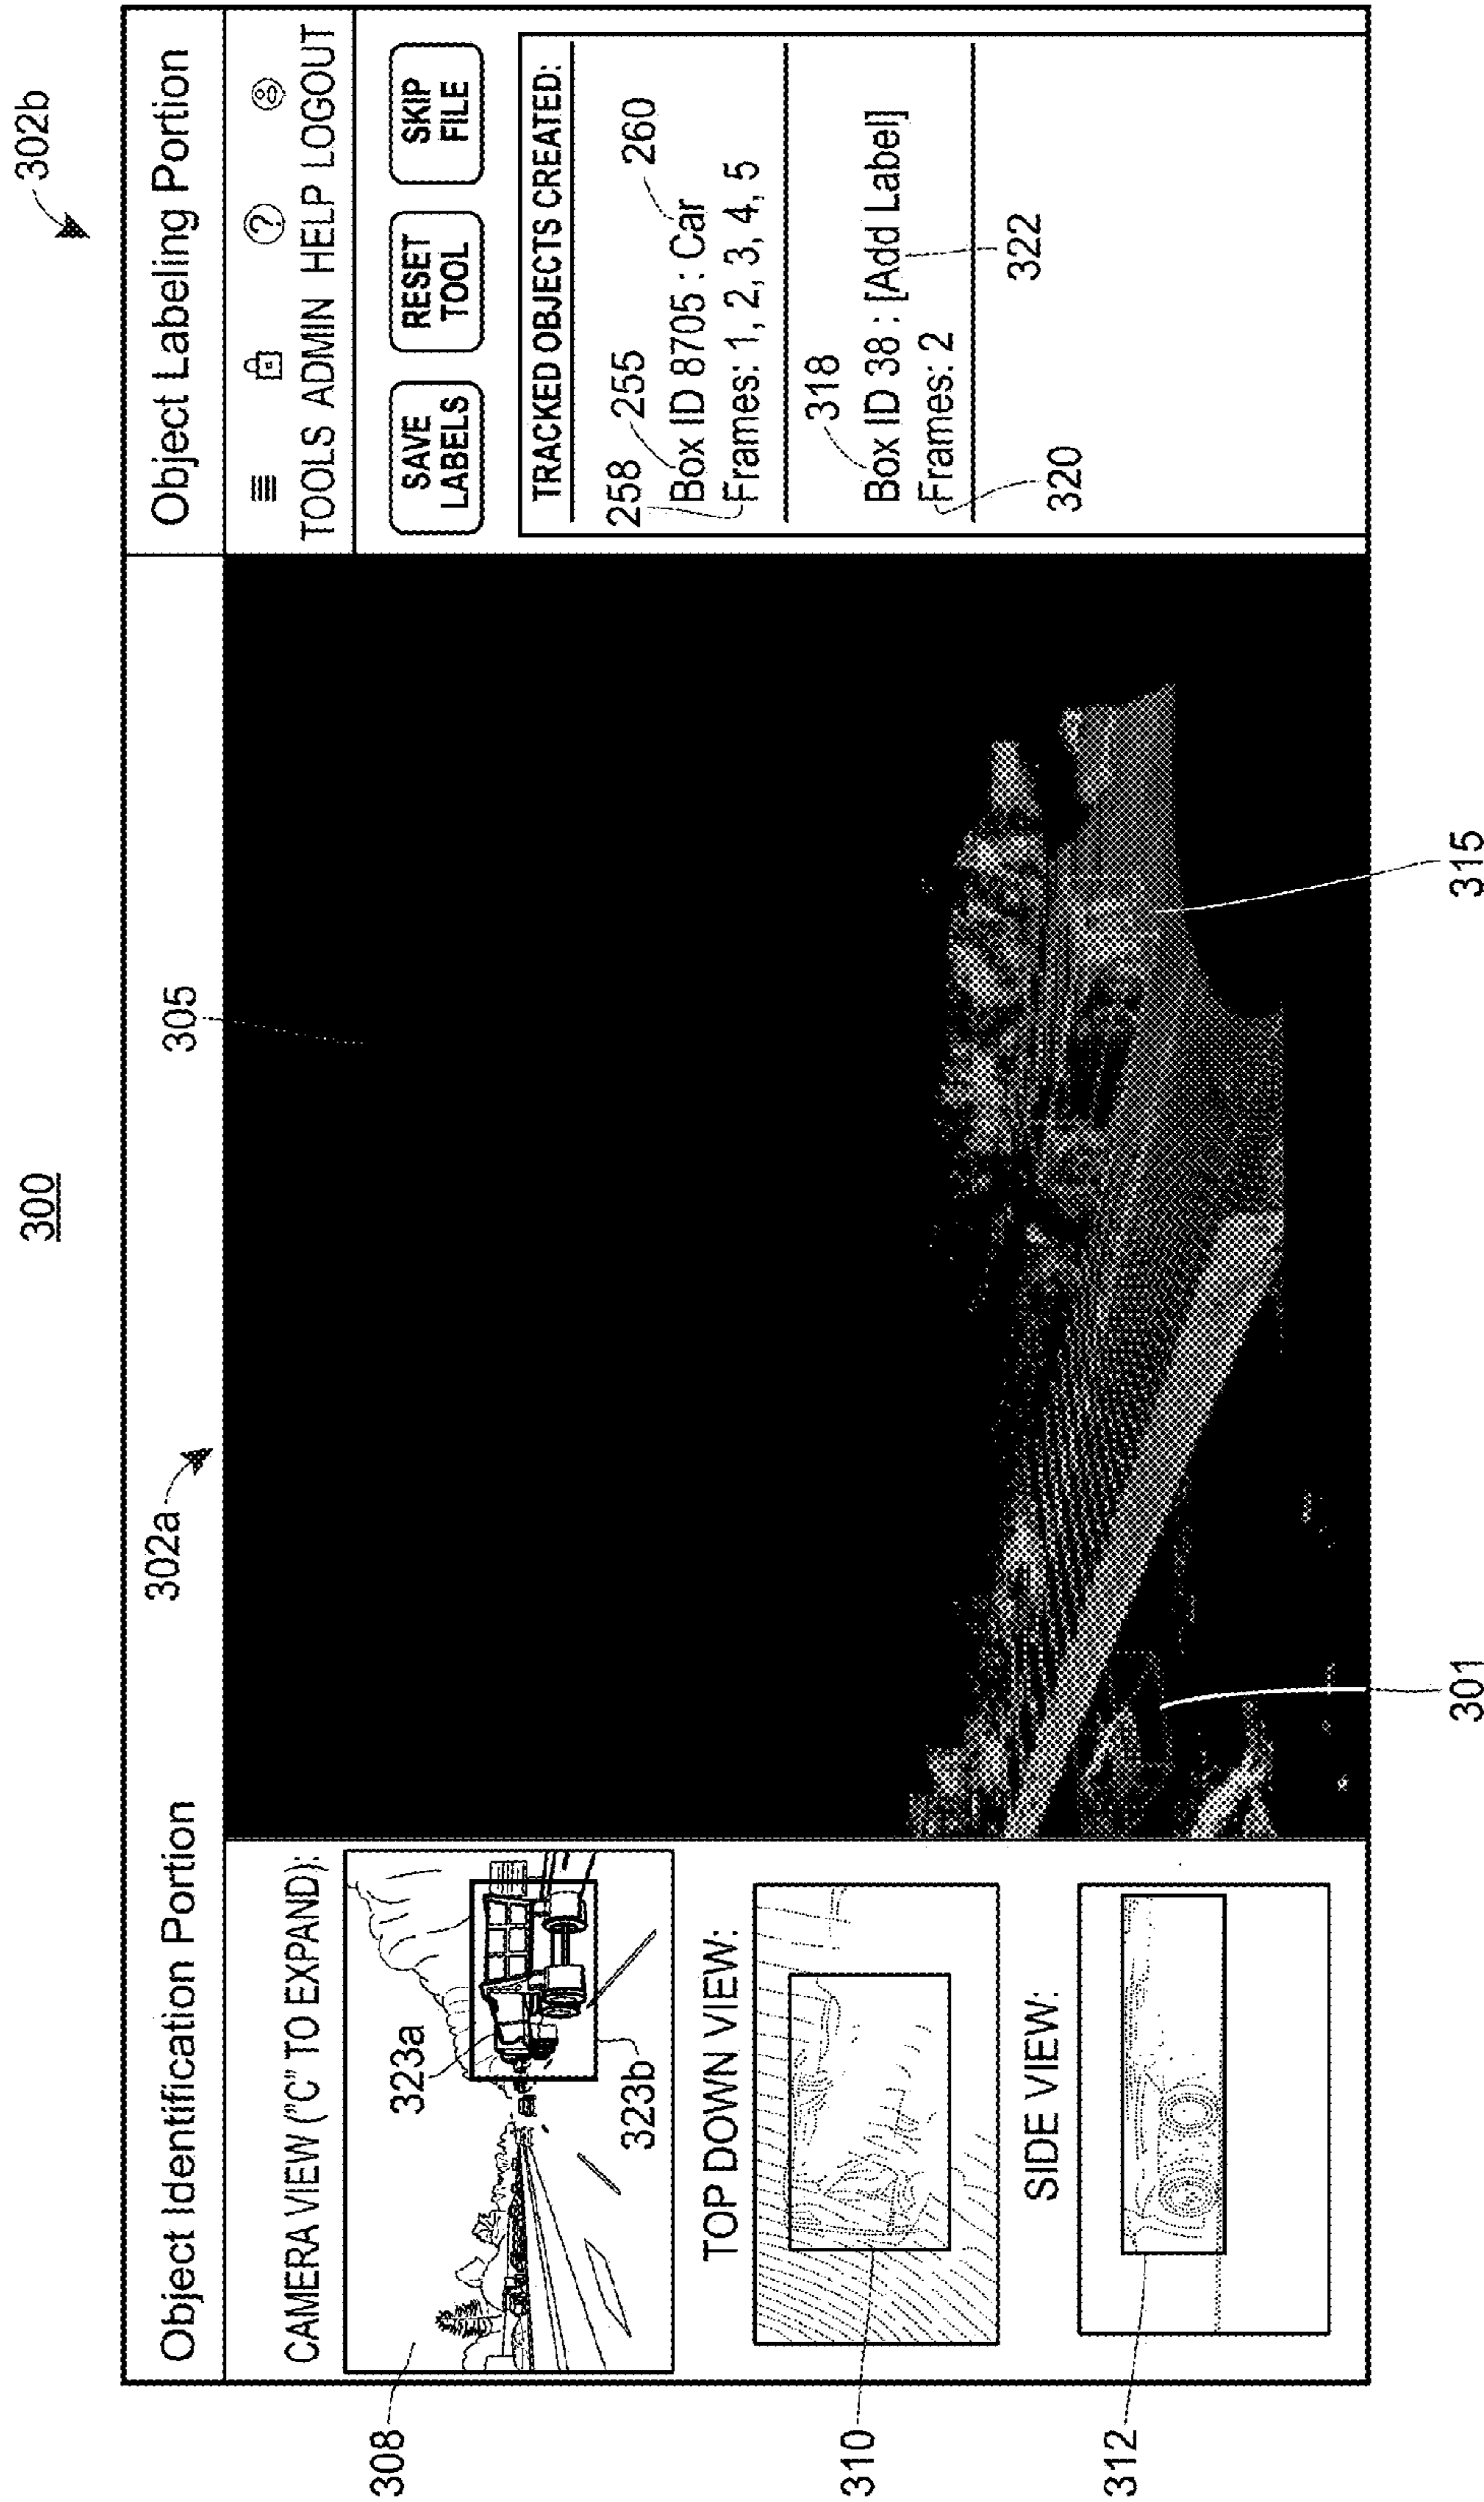 300
302a
302b
305
Object Identification Portion
Object Labeling Portion
CAMERA VIEW ("C" TO EXPAND):
323a
323b
308
TOP DOWN VIEW:
310
SIDE VIEW:
312
301
315
TOOLS ADMIN HELP LOGOUT
SAVE LABELS
RESET TOOL
SKIP FILE
TRACKED OBJECTS CREATED:
258 255 260
Box ID 8705 : Car
Frames: 1, 2, 3, 4, 5
318
Box ID 38 : [Add Label]
Frames: 2
320
322